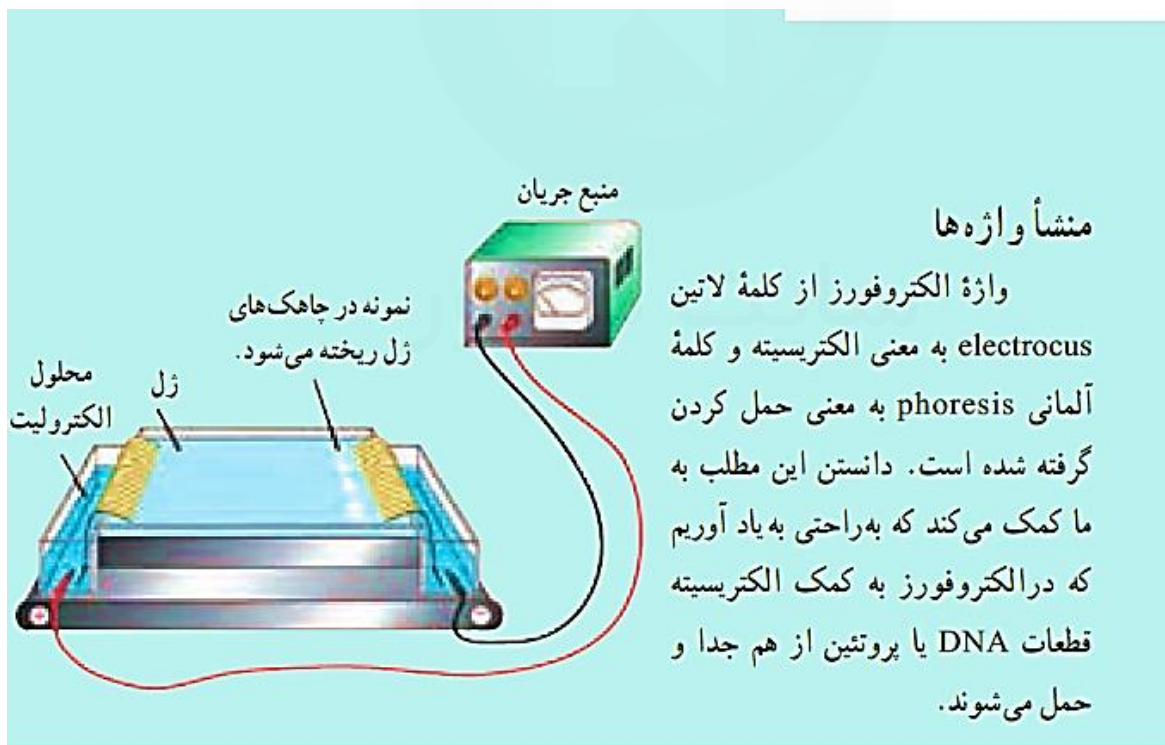 منشأ واژه‌ها
واژۀ الکتروفورز از کلمۀ لاتین
electrocus به معنی الکتریسیته و کلمۀ
آلمانی phoresis به معنی حمل کردن
گرفته شده است. دانستن این مطلب به
ما کمک می‌کند که به‌راحتی به‌یاد آوریم
که درالکتروفورز به کمک الکتریسیته
قطعات DNA یا پروتئین از هم جدا و
حمل می‌شوند.
منبع جریان
نمونه در چاهک‌های
ژل ریخته می‌شود.
ژل
محلول
الکترولیت
+
−